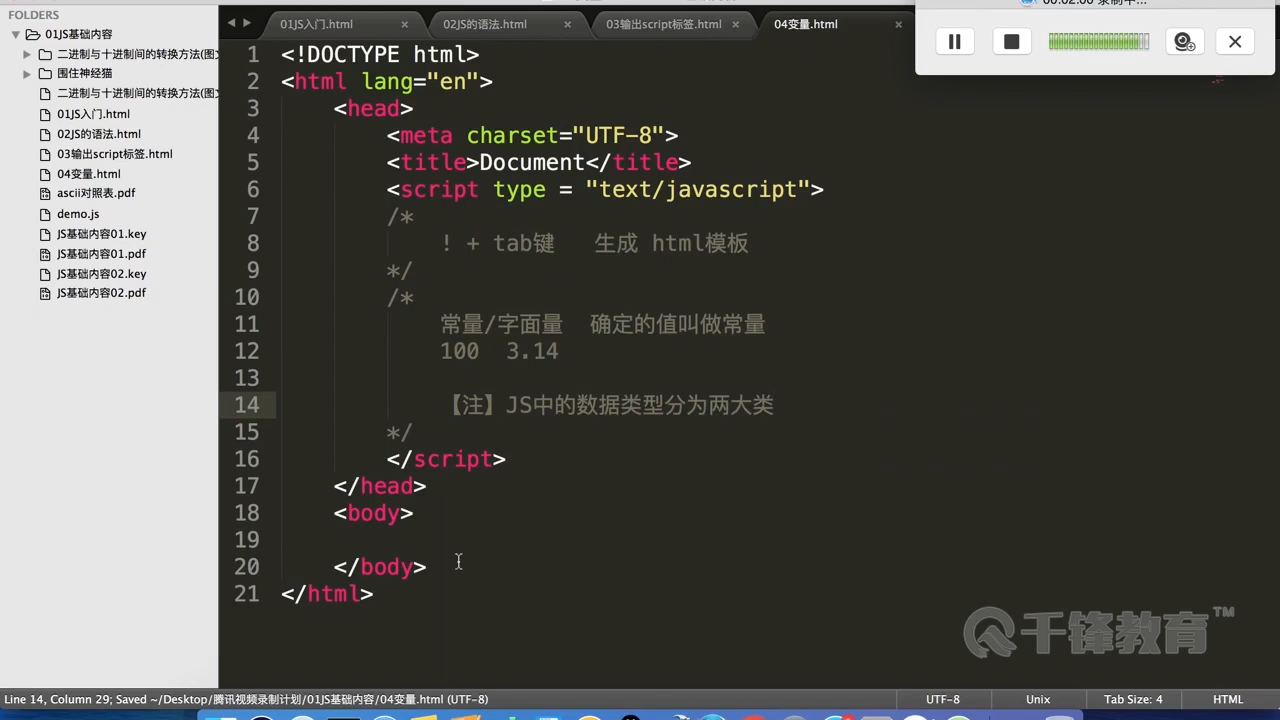 FOLDERS
01JS基础内容
二进制与十进制间的转换方法(图文
围住神经猫
二进制与十进制间的转换方法(图文
01JS入门.html
02JS的语法.html
03输出script标签.html
04变量.html
ascii对照表.pdf
demo.js
JS基础内容01.key
JS基础内容01.pdf
JS基础内容02.key
JS基础内容02.pdf
01JS入门.html
02JS的语法.html
03输出script标签.html
04变量.html
1 <!DOCTYPE html>
2 <html lang="en">
3 <head>
4 <meta charset="UTF-8">
5 <title>Document</title>
6 <script type = "text/javascript">
7 /*
8 ! + tab键 生成 html模板
9 */
10 /*
11 常量/字面量 确定的值叫做常量
12 100 3.14
13
14 【注】JS中的数据类型分为两大类
15 */
16 </script>
17 </head>
18 <body>
19
20 </body>
21 </html>
千锋教育™
Line 14, Column 29; Saved ~/Desktop/腾讯视频录制计划/01JS基础内容/04变量.html (UTF-8)
UTF-8
Unix
Tab Size: 4
HTML